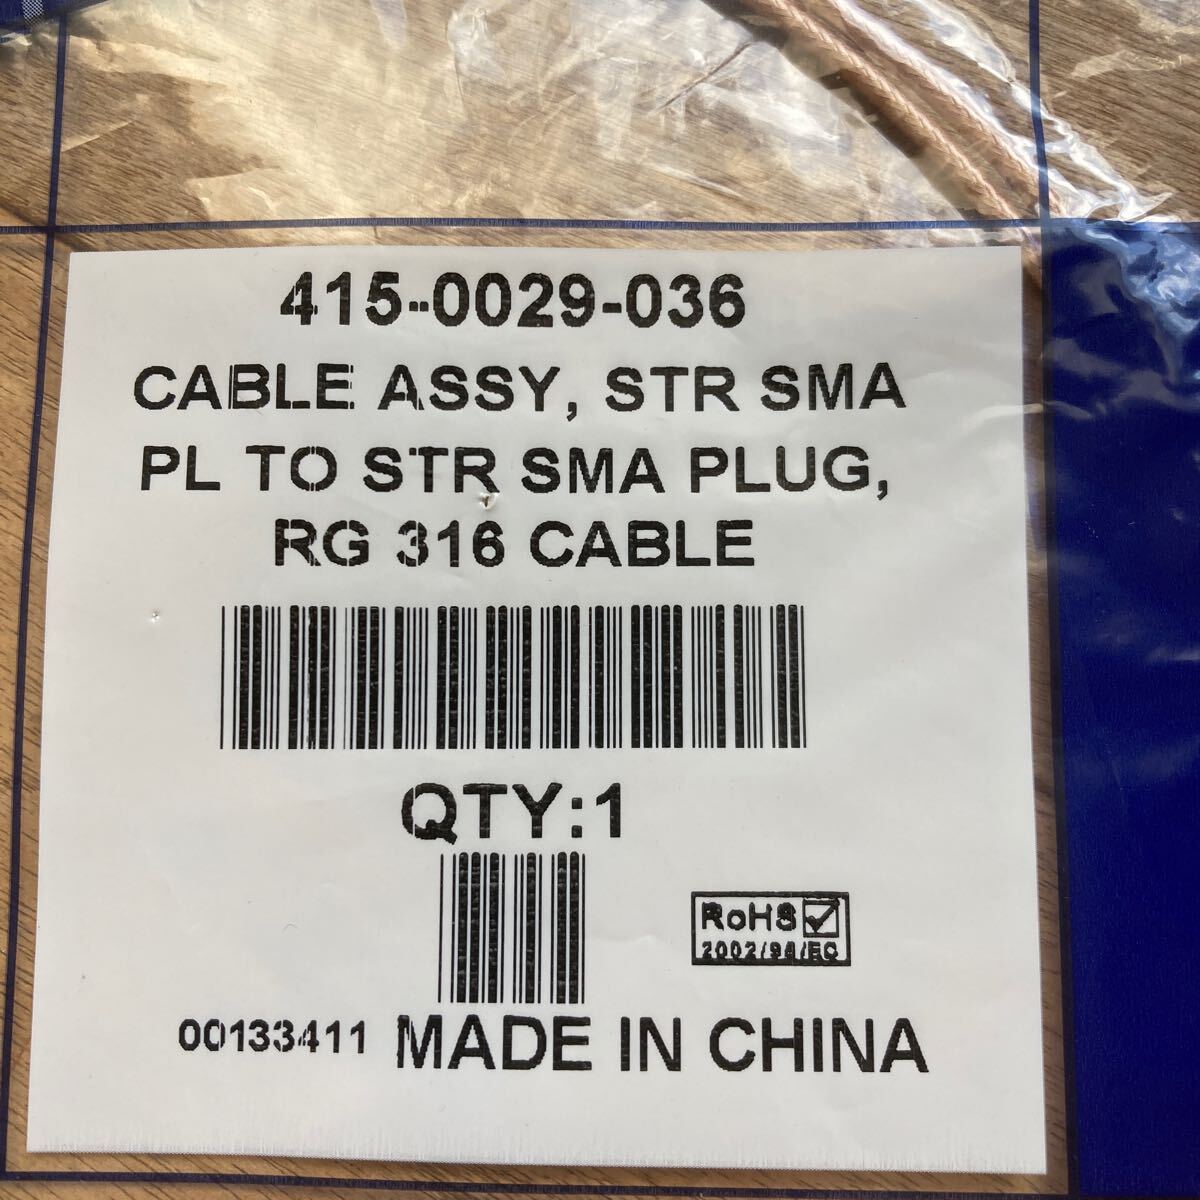 415-0029-036
CABLE ASSY, STR SMA
PL TO STR SMA PLUG,
RG 316 CABLE
QTY:1
RoHS
2002/95/EC
00133411 MADE IN CHINA